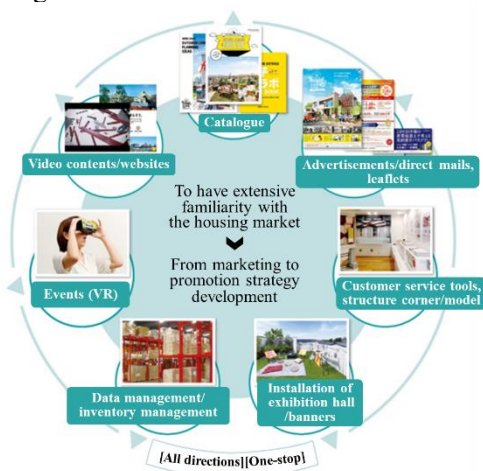 Catalogue
Video contents/websites
Advertisements/direct mails,
leaflets
To have extensive
familiarity with
the housing market
From marketing to
promotion strategy
development
Events (VR)
Customer service tools,
structure corner/model
Data management/
inventory management
Installation of
exhibition hall
/banners
[All directions][One-stop]